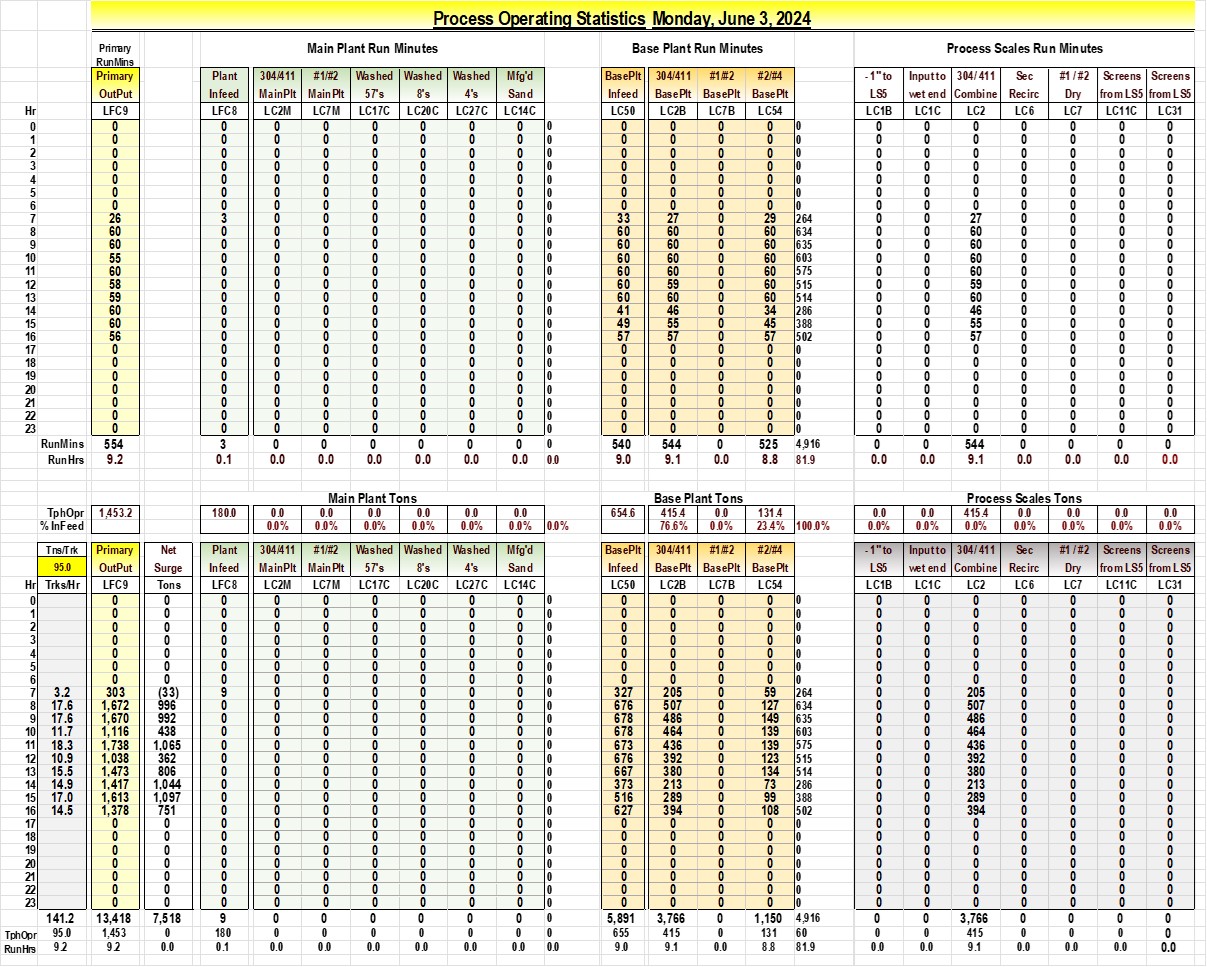 Process Operating Statistics Monday, June 3, 2024
Primary Main Plant Run Minutes Base Plant Run Minutes Process Scales Run Minutes
RunMins
Primary Plant 304/411 #1/#2 Washed Washed Washed Mfg'd BasePlt 304/411 #1/#2 #2/#4 - 1" to Input to 304/ 411 Sec #1 / #2 Screens Screens
OutPut Infeed MainPlt MainPlt 57's 8's 4's Sand Infeed BasePlt BasePlt BasePlt LS5 wet end Combine Recirc Dry from LS5 from LS5
Hr LFC9 LFC8 LC2M LC7M LC17C LC20C LC27C LC14C LC50 LC2B LC7B LC54 LC1B LC1C LC2 LC6 LC7 LC11C LC31
0 0 0 0 0 0 0 0 0 0 0 0 0 0 0 0 0 0 0 0 0 0
1 0 0 0 0 0 0 0 0 0 0 0 0 0 0 0 0 0 0 0 0 0
2 0 0 0 0 0 0 0 0 0 0 0 0 0 0 0 0 0 0 0 0 0
3 0 0 0 0 0 0 0 0 0 0 0 0 0 0 0 0 0 0 0 0 0
4 0 0 0 0 0 0 0 0 0 0 0 0 0 0 0 0 0 0 0 0 0
5 0 0 0 0 0 0 0 0 0 0 0 0 0 0 0 0 0 0 0 0 0
6 0 0 0 0 0 0 0 0 0 0 0 0 0 0 0 0 0 0 0 0 0
7 26 3 0 0 0 0 0 0 0 33 27 0 29 264 0 0 27 0 0 0 0
8 60 0 0 0 0 0 0 0 0 60 60 0 60 634 0 0 60 0 0 0 0
9 60 0 0 0 0 0 0 0 0 60 60 0 60 635 0 0 60 0 0 0 0
10 55 0 0 0 0 0 0 0 0 60 60 0 60 603 0 0 60 0 0 0 0
11 60 0 0 0 0 0 0 0 0 60 60 0 60 575 0 0 60 0 0 0 0
12 58 0 0 0 0 0 0 0 0 60 59 0 60 515 0 0 59 0 0 0 0
13 59 0 0 0 0 0 0 0 0 60 60 0 60 514 0 0 60 0 0 0 0
14 60 0 0 0 0 0 0 0 0 41 46 0 34 286 0 0 46 0 0 0 0
15 60 0 0 0 0 0 0 0 0 49 55 0 45 388 0 0 55 0 0 0 0
16 56 0 0 0 0 0 0 0 0 57 57 0 57 502 0 0 57 0 0 0 0
17 0 0 0 0 0 0 0 0 0 0 0 0 0 0 0 0 0 0 0 0 0
18 0 0 0 0 0 0 0 0 0 0 0 0 0 0 0 0 0 0 0 0 0
19 0 0 0 0 0 0 0 0 0 0 0 0 0 0 0 0 0 0 0 0 0
20 0 0 0 0 0 0 0 0 0 0 0 0 0 0 0 0 0 0 0 0 0
21 0 0 0 0 0 0 0 0 0 0 0 0 0 0 0 0 0 0 0 0 0
22 0 0 0 0 0 0 0 0 0 0 0 0 0 0 0 0 0 0 0 0 0
23 0 0 0 0 0 0 0 0 0 0 0 0 0 0 0 0 0 0 0 0 0
RunMins 554 3 0 0 0 0 0 0 0 540 544 0 525 4,916 0 0 544 0 0 0 0
RunHrs 9.2 0.1 0.0 0.0 0.0 0.0 0.0 0.0 0.0 9.0 9.1 0.0 8.8 81.9 0.0 0.0 9.1 0.0 0.0 0.0 0.0
Main Plant Tons Base Plant Tons Process Scales Tons
TphOpr 1,453.2 180.0 0.0 0.0 0.0 0.0 0.0 0.0 654.6 415.4 0.0 131.4 0.0 0.0 415.4 0.0 0.0 0.0 0.0
% InFeed 0.0% 0.0% 0.0% 0.0% 0.0% 0.0% 0.0% 76.6% 0.0% 23.4% 100.0% 0.0% 0.0% 0.0% 0.0% 0.0% 0.0% 0.0%
Tns/Trk Primary Net Plant 304/411 #1/#2 Washed Washed Washed Mfg'd BasePlt 304/411 #1/#2 #2/#4 - 1" to Input to 304/ 411 Sec #1 / #2 Screens Screens
95.0 OutPut Surge Infeed MainPlt MainPlt 57's 8's 4's Sand Infeed BasePlt BasePlt BasePlt LS5 wet end Combine Recirc Dry from LS5 from LS5
Hr Trks/Hr LFC9 Tons LFC8 LC2M LC7M LC17C LC20C LC27C LC14C LC50 LC2B LC7B LC54 LC1B LC1C LC2 LC6 LC7 LC11C LC31
0 0 0 0 0 0 0 0 0 0 0 0 0 0 0 0 0 0 0 0 0 0 0
1 0 0 0 0 0 0 0 0 0 0 0 0 0 0 0 0 0 0 0 0 0 0
2 0 0 0 0 0 0 0 0 0 0 0 0 0 0 0 0 0 0 0 0 0 0
3 0 0 0 0 0 0 0 0 0 0 0 0 0 0 0 0 0 0 0 0 0 0
4 0 0 0 0 0 0 0 0 0 0 0 0 0 0 0 0 0 0 0 0 0 0
5 0 0 0 0 0 0 0 0 0 0 0 0 0 0 0 0 0 0 0 0 0 0
6 0 0 0 0 0 0 0 0 0 0 0 0 0 0 0 0 0 0 0 0 0 0
7 3.2 303 (33) 9 0 0 0 0 0 0 0 327 205 0 59 264 0 0 205 0 0 0 0
8 17.6 1,672 996 0 0 0 0 0 0 0 0 676 507 0 127 634 0 0 507 0 0 0 0
9 17.6 1,670 992 0 0 0 0 0 0 0 0 678 486 0 149 635 0 0 486 0 0 0 0
10 11.7 1,116 438 0 0 0 0 0 0 0 0 678 464 0 139 603 0 0 464 0 0 0 0
11 18.3 1,738 1,065 0 0 0 0 0 0 0 0 673 436 0 139 575 0 0 436 0 0 0 0
12 10.9 1,038 362 0 0 0 0 0 0 0 0 676 392 0 123 515 0 0 392 0 0 0 0
13 15.5 1,473 806 0 0 0 0 0 0 0 0 667 380 0 134 514 0 0 380 0 0 0 0
14 14.9 1,417 1,044 0 0 0 0 0 0 0 0 373 213 0 73 286 0 0 213 0 0 0 0
15 17.0 1,613 1,097 0 0 0 0 0 0 0 0 516 289 0 99 388 0 0 289 0 0 0 0
16 14.5 1,378 751 0 0 0 0 0 0 0 0 627 394 0 108 502 0 0 394 0 0 0 0
17 0 0 0 0 0 0 0 0 0 0 0 0 0 0 0 0 0 0 0 0 0 0
18 0 0 0 0 0 0 0 0 0 0 0 0 0 0 0 0 0 0 0 0 0 0
19 0 0 0 0 0 0 0 0 0 0 0 0 0 0 0 0 0 0 0 0 0 0
20 0 0 0 0 0 0 0 0 0 0 0 0 0 0 0 0 0 0 0 0 0 0
21 0 0 0 0 0 0 0 0 0 0 0 0 0 0 0 0 0 0 0 0 0 0
22 0 0 0 0 0 0 0 0 0 0 0 0 0 0 0 0 0 0 0 0 0 0
23 0 0 0 0 0 0 0 0 0 0 0 0 0 0 0 0 0 0 0 0 0 0
141.2 13,418 7,518 9 0 0 0 0 0 0 0 5,891 3,766 0 1,150 4,916 0 0 3,766 0 0 0 0
TphOpr 95.0 1,453 0 180 0 0 0 0 0 0 0 655 415 0 131 60 0 0 415 0 0 0 0
RunHrs 9.2 9.2 0.0 0.1 0.0 0.0 0.0 0.0 0.0 0.0 0.0 9.0 9.1 0.0 8.8 81.9 0.0 0.0 9.1 0.0 0.0 0.0 0.0